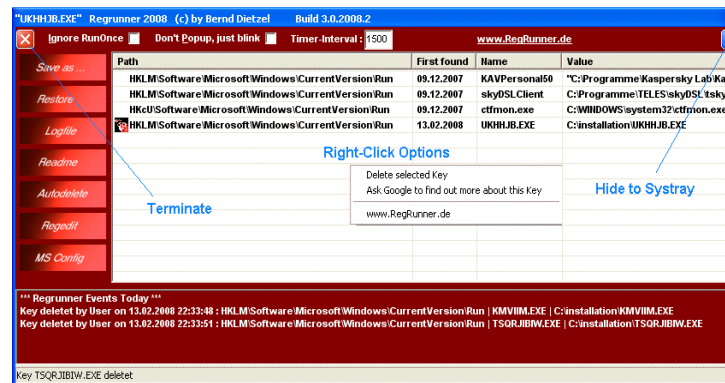 "UKHHJB.EXE" Regrunner 2008 (c) by Bernd Dietzel Build 3.0.2008.2
Ignore RunOnce Don't Popup, just blink Timer-Interval : 1500 www.RegRunner.de
Save as ...
Restore
Logfile
Readme
Autodelete
Regedit
MS Config
Path First found Name Value
HKLM\Software\Microsoft\Windows\CurrentVersion\Run 09.12.2007 KAVPersonal50 "C:\Programme\Kaspersky Lab\Ka
HKLM\Software\Microsoft\Windows\CurrentVersion\Run 09.12.2007 skyDSLClient C:\Programme\TELES\skyDSL\tsky
HKcU\Software\Microsoft\Windows\CurrentVersion\Run 09.12.2007 ctfmon.exe C:\WINDOWS\system32\ctfmon.exe
HKLM\Software\Microsoft\Windows\CurrentVersion\Run 13.02.2008 UKHHJB.EXE C:\installation\UKHHJB.EXE
Right-Click Options
Delete selected Key
Ask Google to find out more about this Key
www.RegRunner.de
Terminate
Hide to Systray
*** Regrunner Events Today ***
Key deletet by User on 13.02.2008 22:33:48 : HKLM\Software\Microsoft\Windows\CurrentVersion\Run | KMVIIM.EXE | C:\installation\KMVIIM.EXE
Key deletet by User on 13.02.2008 22:33:51 : HKLM\Software\Microsoft\Windows\CurrentVersion\Run | TSQRJIBIW.EXE | C:\installation\TSQRJIBIW.EXE
Key TSQRJIBIW.EXE deletet